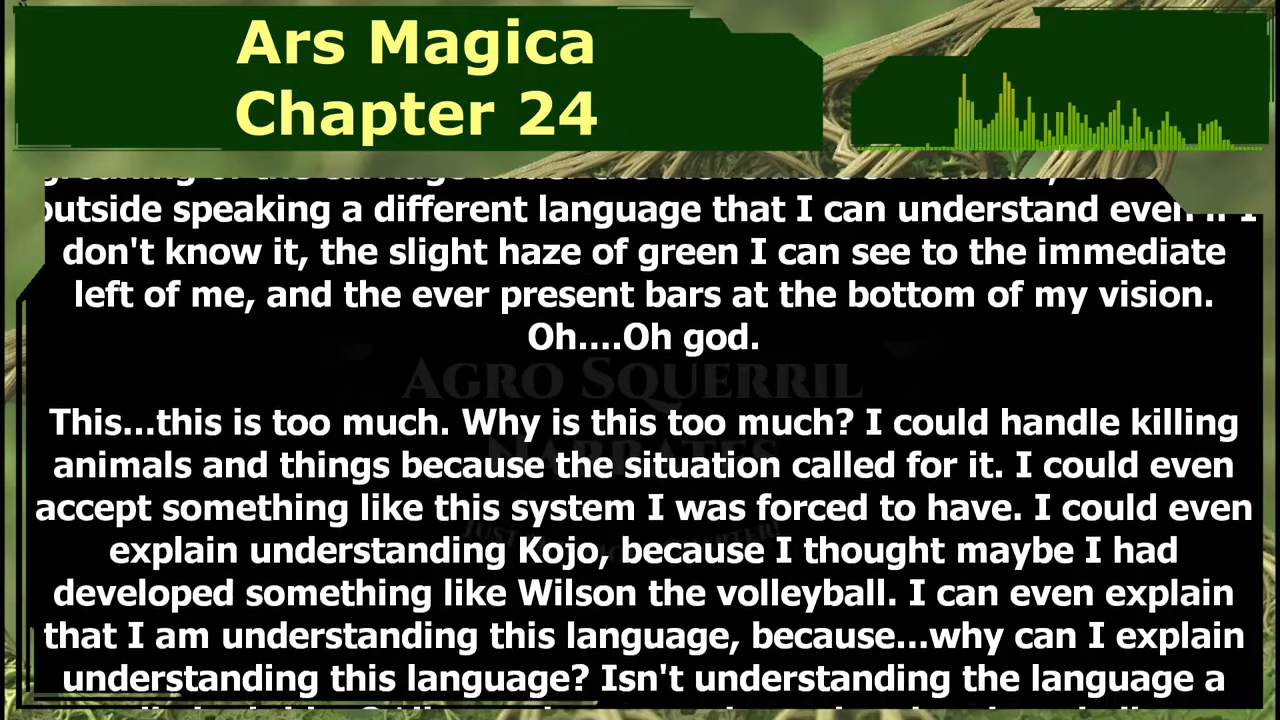 Ars Magica
Chapter 24
outside speaking a different language that I can understand even if I
don't know it, the slight haze of green I can see to the immediate
left of me, and the ever present bars at the bottom of my vision.
Oh....Oh god.
Agro Squerril
Narrates
This...this is too much. Why is this too much? I could handle killing
animals and things because the situation called for it. I could even
accept something like this system I was forced to have. I could even
explain understanding Kojo, because I thought maybe I had
developed something like Wilson the volleyball. I can even explain
that I am understanding this language, because...why can I explain
understanding this language? Isn't understanding the language a